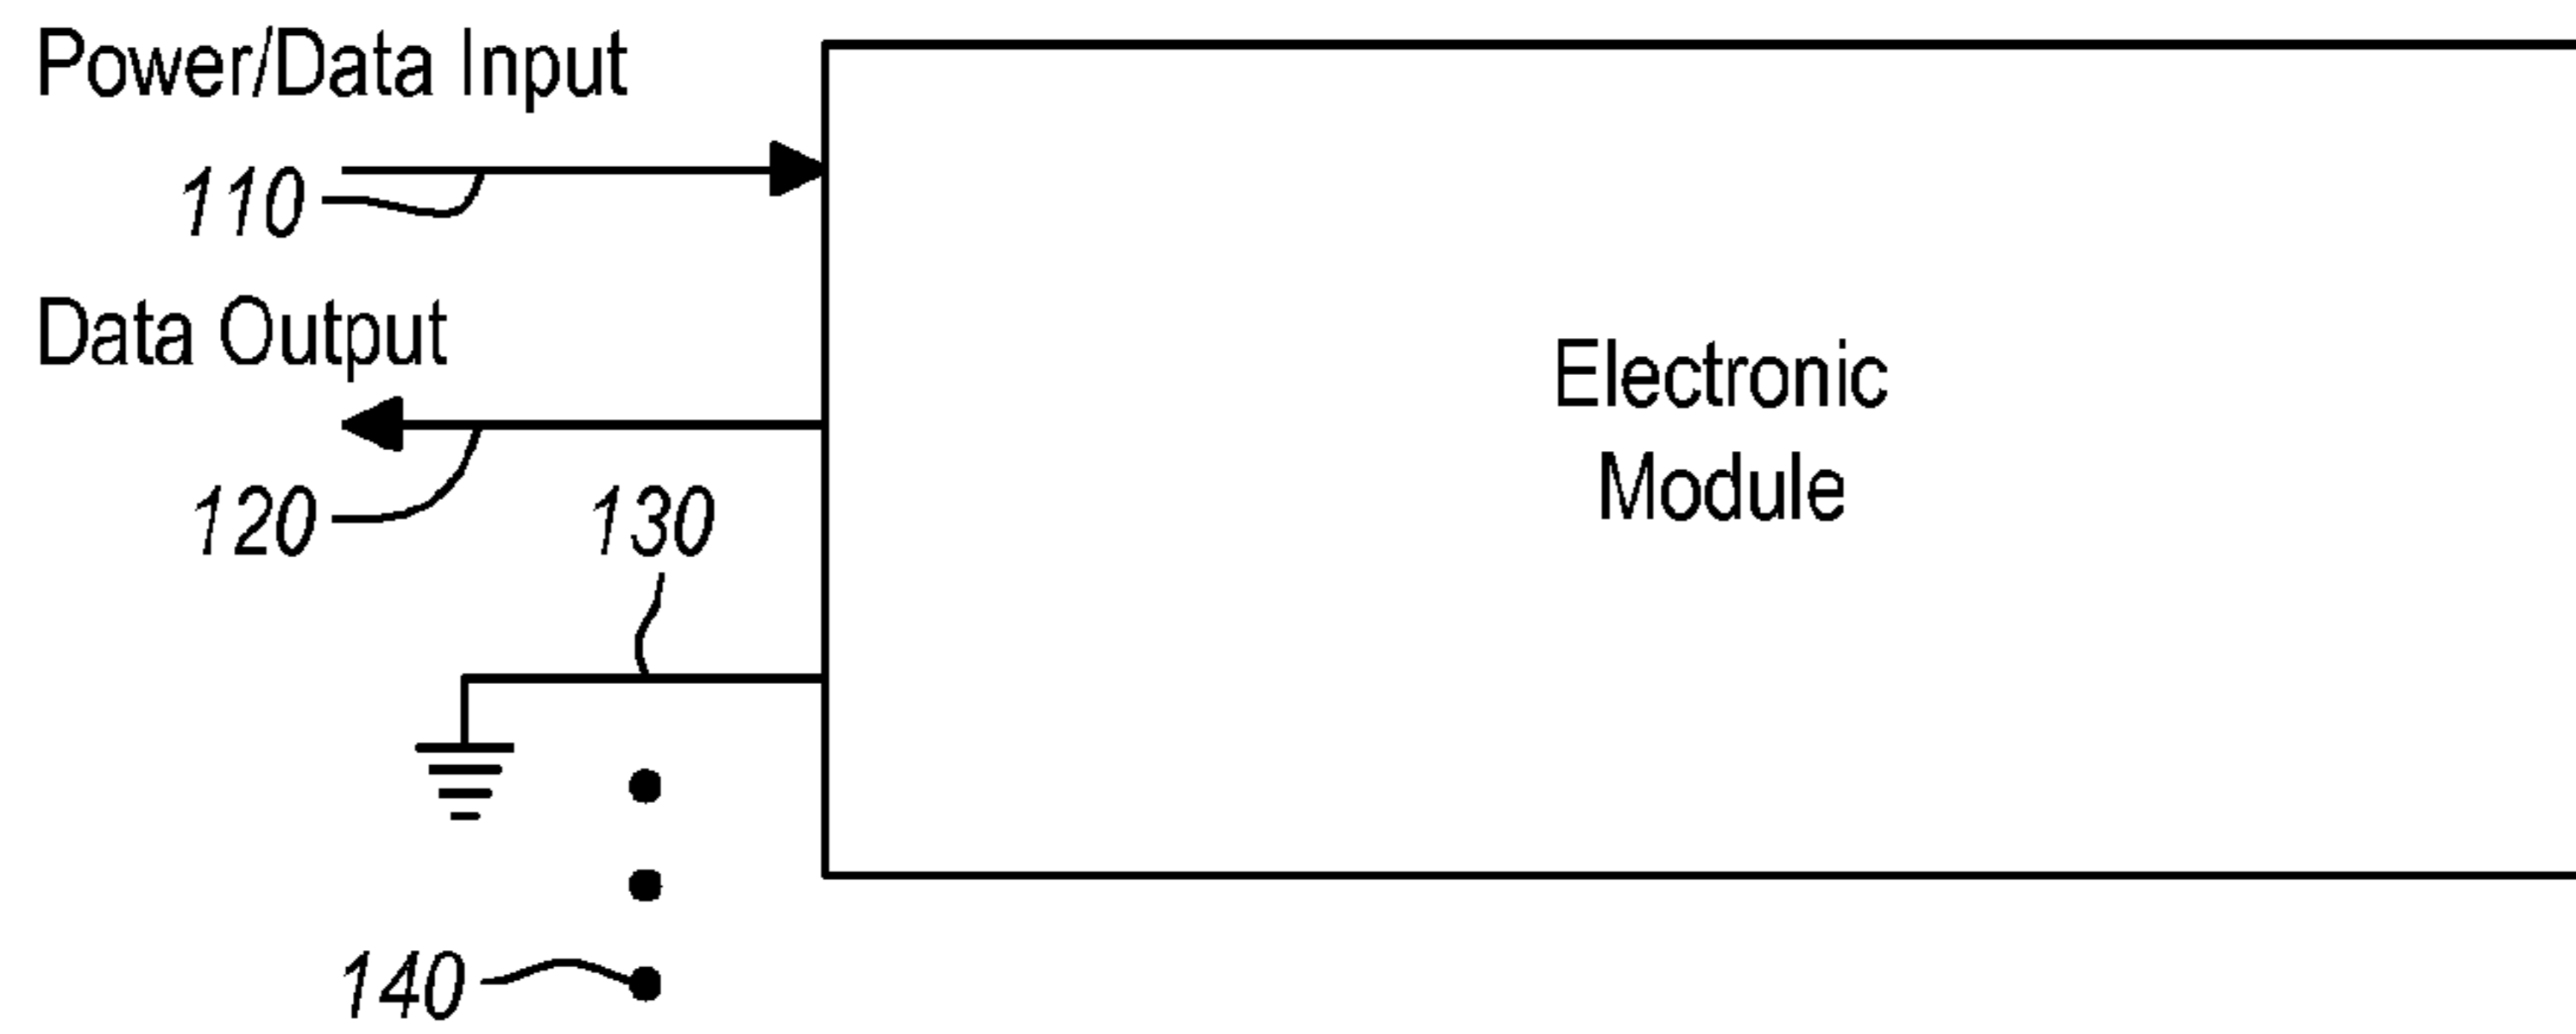 Power/Data Input
110
Data Output
120
130
Electronic
Module
140